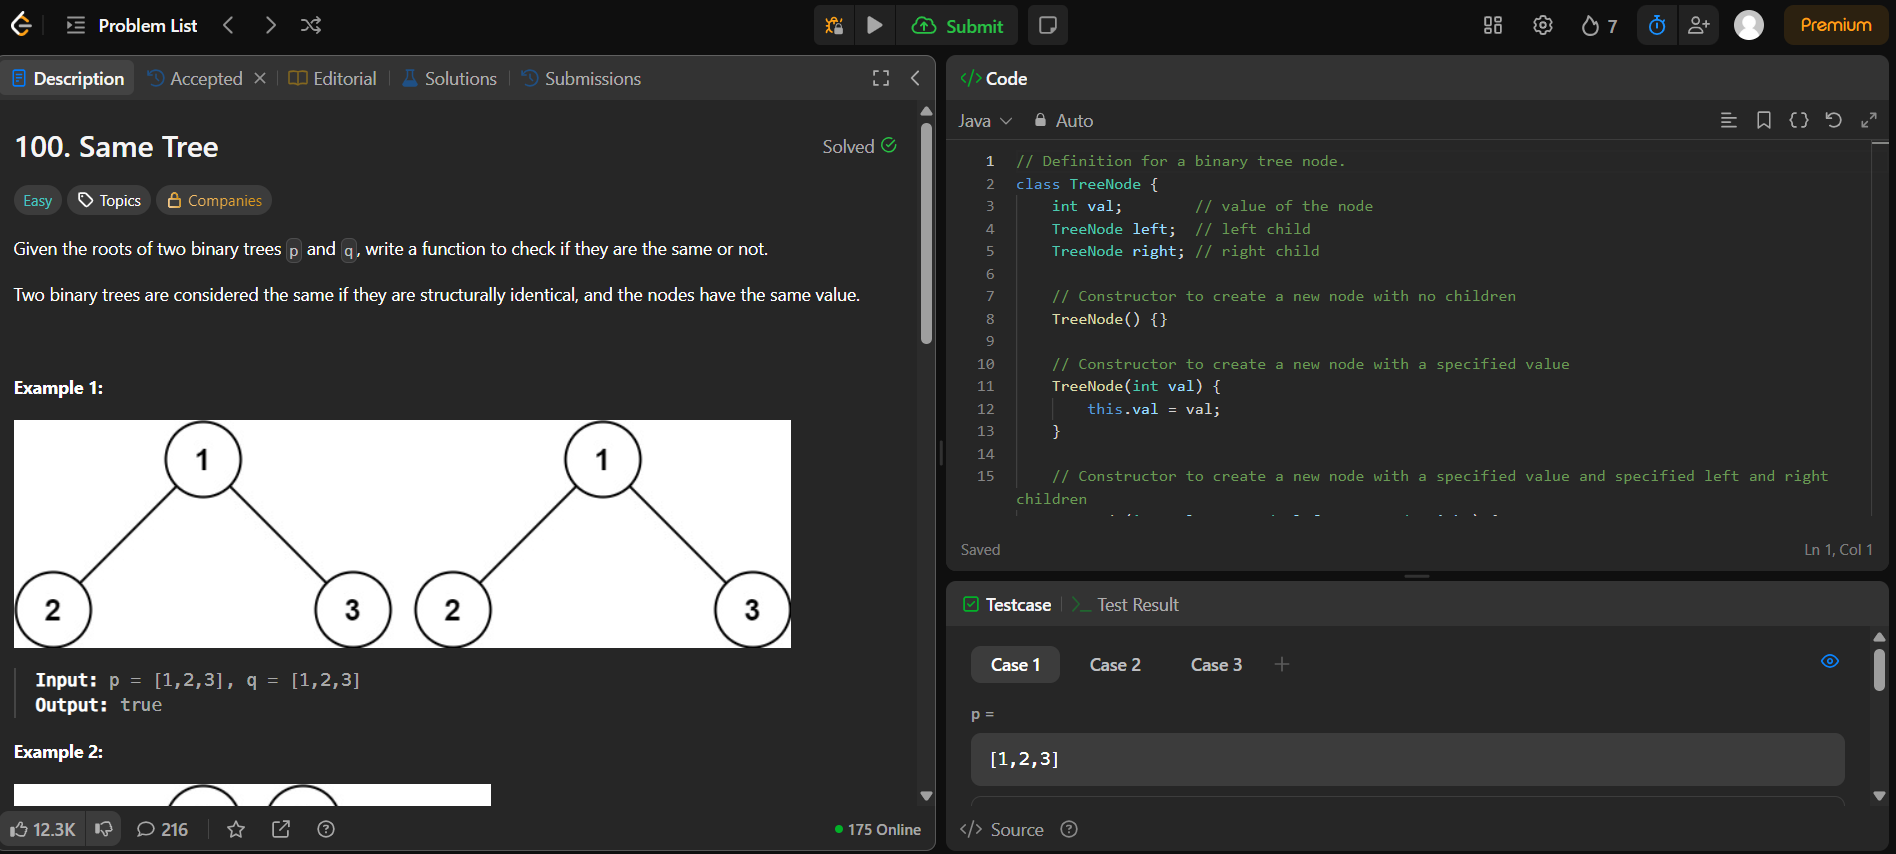 Problem List
Submit
7
Premium
Description
Accepted
Editorial
Solutions
Submissions
100. Same Tree
Solved
Easy
Topics
Companies
Given the roots of two binary trees p and q, write a function to check if they are the same or not.
Two binary trees are considered the same if they are structurally identical, and the nodes have the same value.
Example 1:
1
1
2
3
2
3
Input: p = [1,2,3], q = [1,2,3]
Output: true
Example 2:
12.3K
216
175 Online
</> Code
Java
Auto
1 // Definition for a binary tree node.
2 class TreeNode {
3 int val; // value of the node
4 TreeNode left; // left child
5 TreeNode right; // right child
6
7 // Constructor to create a new node with no children
8 TreeNode() {}
9
10 // Constructor to create a new node with a specified value
11 TreeNode(int val) {
12 this.val = val;
13 }
14
15 // Constructor to create a new node with a specified value and specified left and right
children
Saved
Ln 1, Col 1
Testcase
Test Result
Case 1
Case 2
Case 3
p =
[1,2,3]
</> Source